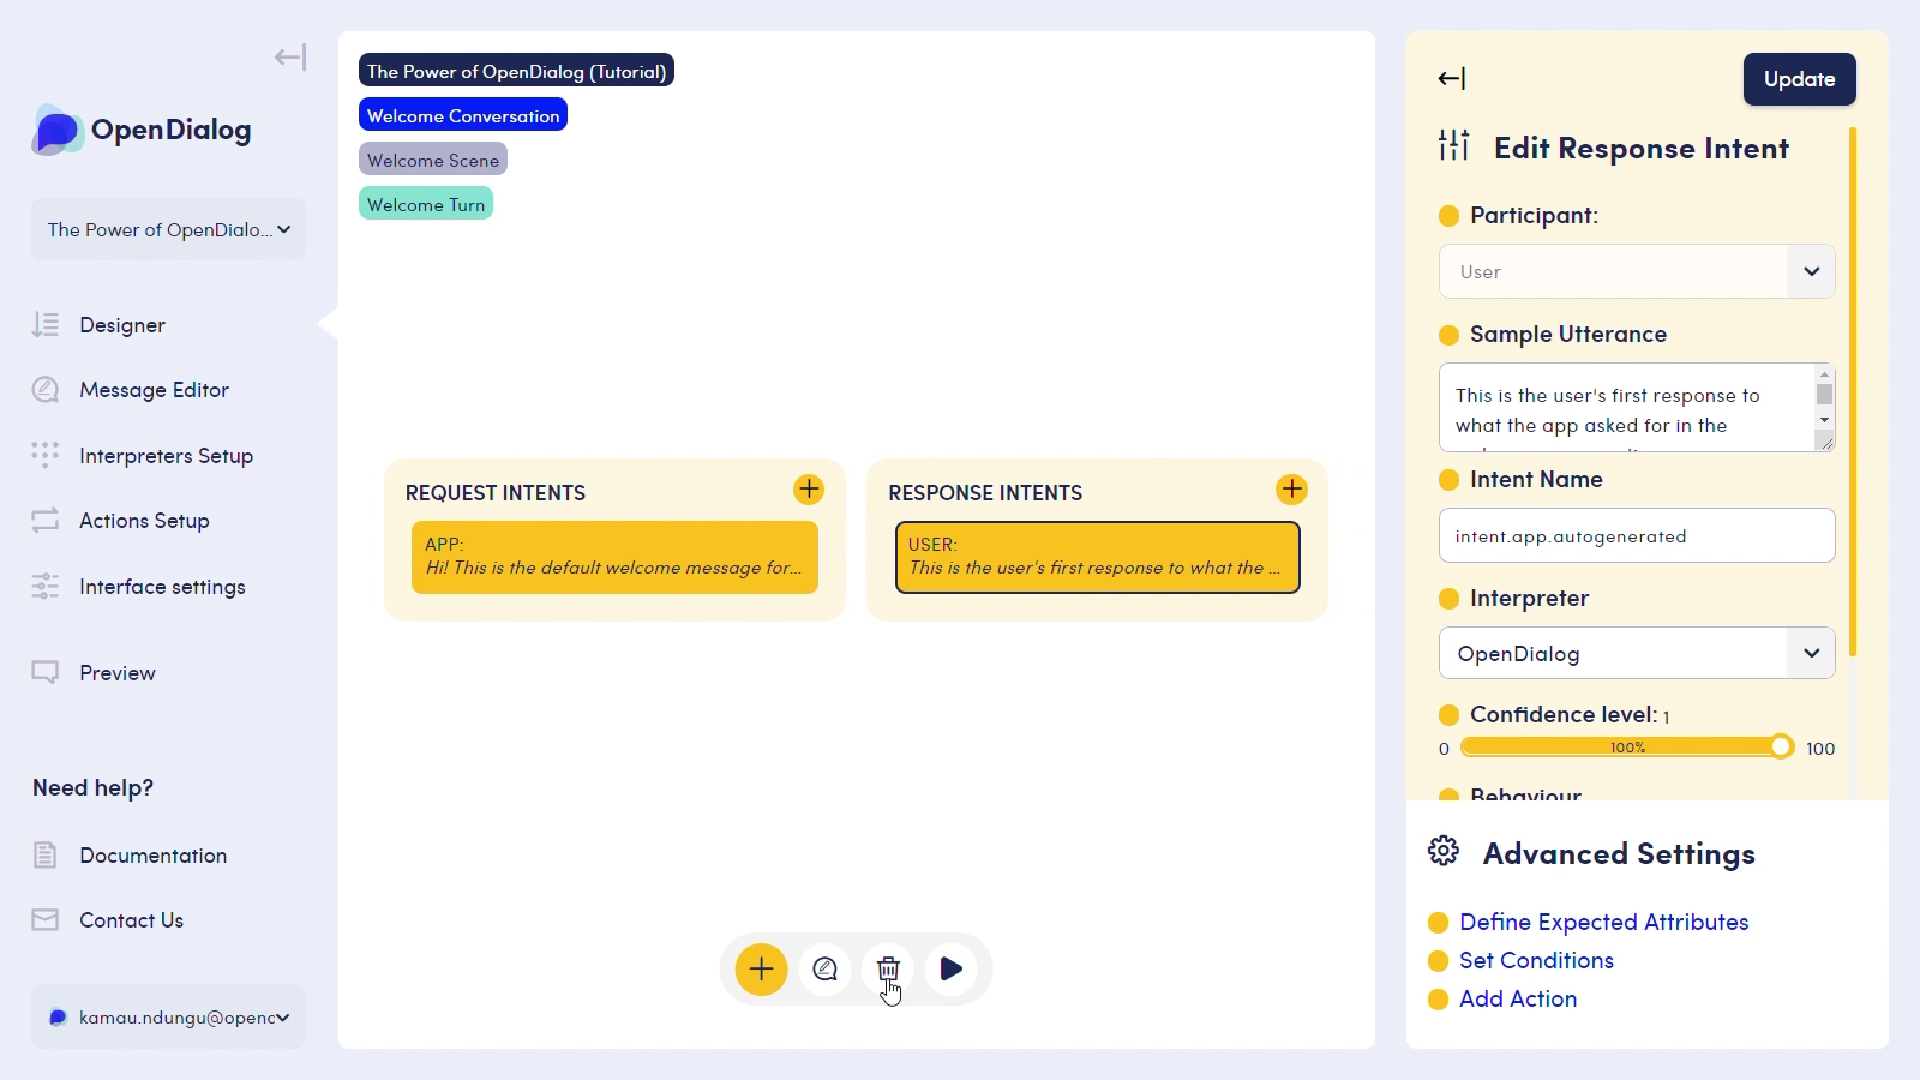 OpenDialog
The Power of OpenDialo...
Designer
Message Editor
Interpreters Setup
Actions Setup
Interface settings
Preview
Need help?
Documentation
Contact Us
kamau.ndungu@openc
The Power of OpenDialog (Tutorial)
Welcome Conversation
Welcome Scene
Welcome Turn
REQUEST INTENTS
APP:
Hi! This is the default welcome message for...
RESPONSE INTENTS
USER:
This is the user's first response to what the ...
Update
Edit Response Intent
Participant:
User
Sample Utterance
This is the user's first response to
what the app asked for in the
Intent Name
intent.app.autogenerated
Interpreter
OpenDialog
Confidence level: 1
0 100% 100
Behaviour
Advanced Settings
Define Expected Attributes
Set Conditions
Add Action